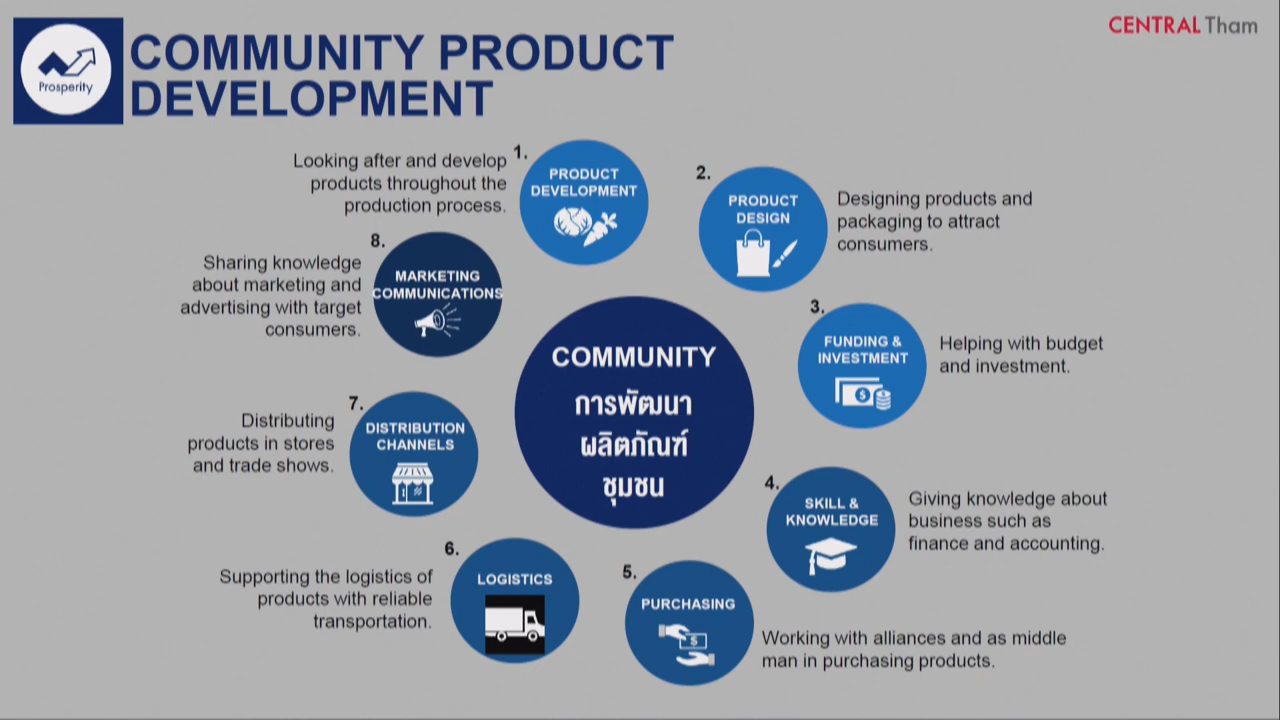 CENTRAL Tham
Prosperity
COMMUNITY PRODUCT
DEVELOPMENT
1.
PRODUCT
DEVELOPMENT
Looking after and develop
products throughout the
production process.
2.
PRODUCT
DESIGN
Designing products and
packaging to attract
consumers.
3.
FUNDING &
INVESTMENT
Helping with budget
and investment.
4.
SKILL &
KNOWLEDGE
Giving knowledge about
business such as
finance and accounting.
5.
PURCHASING
Working with alliances and as middle
man in purchasing products.
6.
LOGISTICS
Supporting the logistics of
products with reliable
transportation.
7.
DISTRIBUTION
CHANNELS
Distributing
products in stores
and trade shows.
8.
MARKETING
COMMUNICATIONS
Sharing knowledge
about marketing and
advertising with target
consumers.
COMMUNITY
การพัฒนา
ผลิตภัณฑ์
ชุมชน